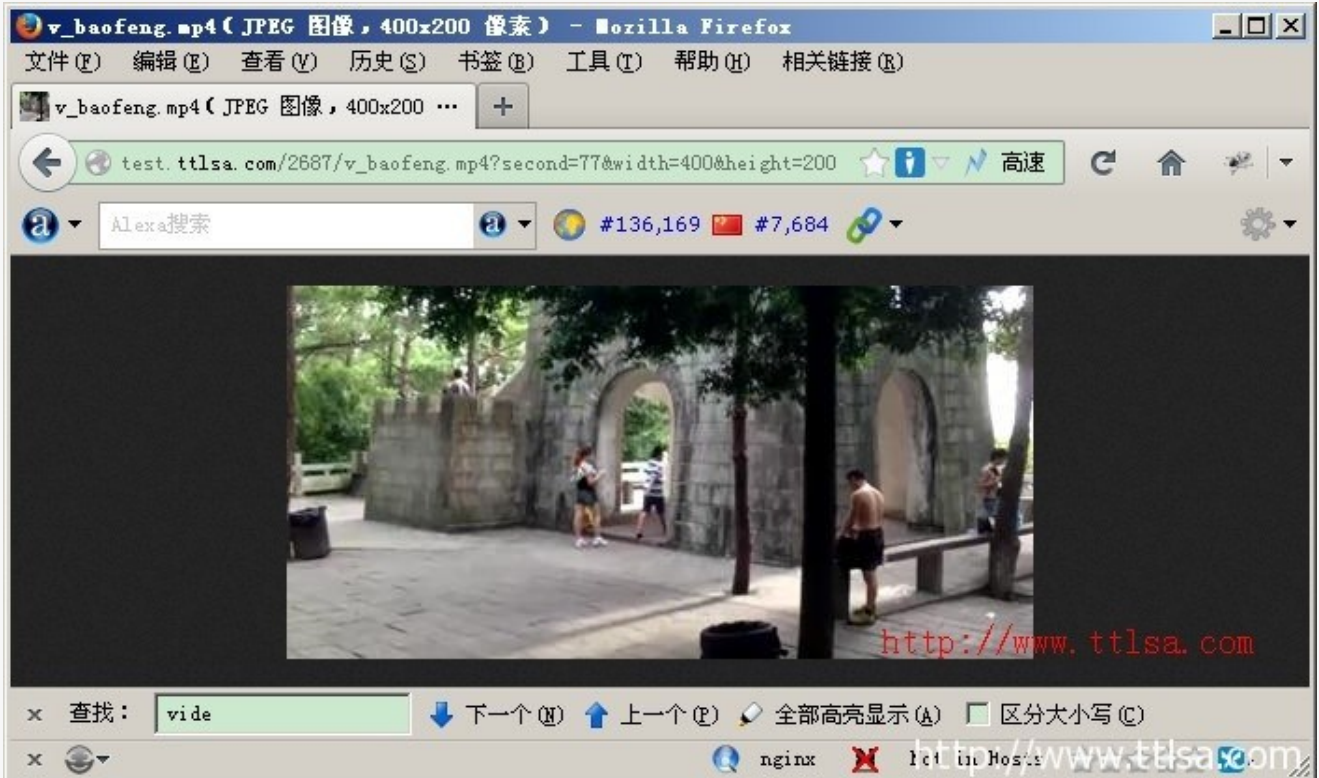 v_baofeng.mp4(JPEG 图像,400x200 像素) - Mozilla Firefox
文件(F) 编辑(E) 查看(V) 历史(S) 书签(B) 工具(T) 帮助(H) 相关链接(R)
v_baofeng.mp4(JPEG 图像,400x200 ... +
test.ttlsa.com/2687/v_baofeng.mp4?second=77&width=400&height=200 高速
a Alexa搜索 a #136,169 #7,684
http://www.ttlsa.com
× 查找: vide 下一个(N) 上一个(P) 全部高亮显示(A) 区分大小写(C)
× nginx Not in Hosts
http://www.ttlsa.com